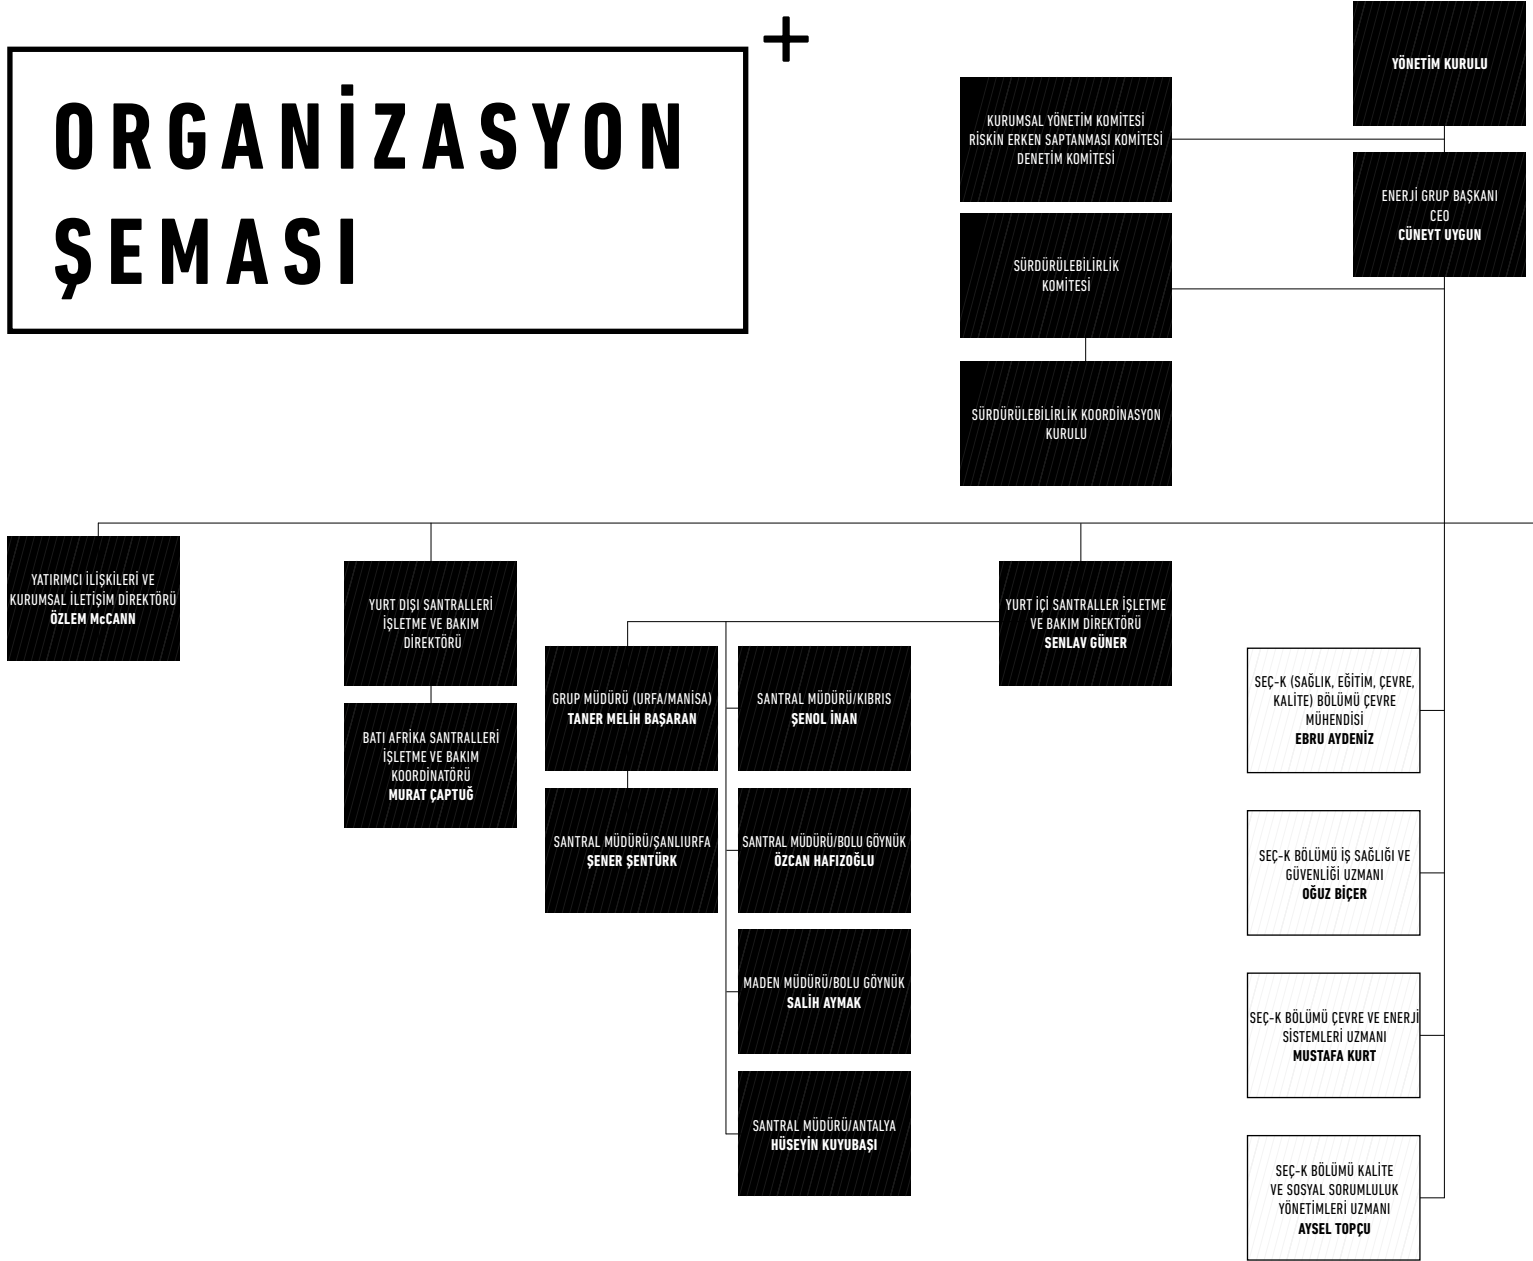 ORGANİZASYON
ŞEMASI
YÖNETİM KURULU
KURUMSAL YÖNETİM KOMİTESİ
RİSKİN ERKEN SAPTANMASI KOMİTESİ
DENETİM KOMİTESİ
ENERJİ GRUP BAŞKANI
CEO
CÜNEYT UYGUN
SÜRDÜRÜLEBİLİRLİK
KOMİTESİ
SÜRDÜRÜLEBİLİRLİK KOORDİNASYON
KURULU
YATIRIMCI İLİŞKİLERİ VE
KURUMSAL İLETİŞİM DİREKTÖRÜ
ÖZLEM McCANN
YURT DIŞI SANTRALLERİ
İŞLETME VE BAKIM
DİREKTÖRÜ
BATI AFRİKA SANTRALLERİ
İŞLETME VE BAKIM
KOORDİNATÖRÜ
MURAT ÇAPTUĞ
YURT İÇİ SANTRALLER İŞLETME
VE BAKIM DİREKTÖRÜ
SENLAV GÜNER
GRUP MÜDÜRÜ (URFA/MANİSA)
TANER MELİH BAŞARAN
SANTRAL MÜDÜRÜ/ŞANLIURFA
ŞENER ŞENTÜRK
SANTRAL MÜDÜRÜ/KIBRIS
ŞENOL İNAN
SANTRAL MÜDÜRÜ/BOLU GÖYNÜK
ÖZCAN HAFIZOĞLU
MADEN MÜDÜRÜ/BOLU GÖYNÜK
SALİH AYMAK
SANTRAL MÜDÜRÜ/ANTALYA
HÜSEYİN KUYUBAŞI
SEÇ-K (SAĞLIK, EĞİTİM, ÇEVRE,
KALİTE) BÖLÜMÜ ÇEVRE
MÜHENDİSİ
EBRU AYDENİZ
SEÇ-K BÖLÜMÜ İŞ SAĞLIĞI VE
GÜVENLİĞİ UZMANI
OĞUZ BİÇER
SEÇ-K BÖLÜMÜ ÇEVRE VE ENERJİ
SİSTEMLERİ UZMANI
MUSTAFA KURT
SEÇ-K BÖLÜMÜ KALİTE
VE SOSYAL SORUMLULUK
YÖNETİMLERİ UZMANI
AYSEL TOPÇU